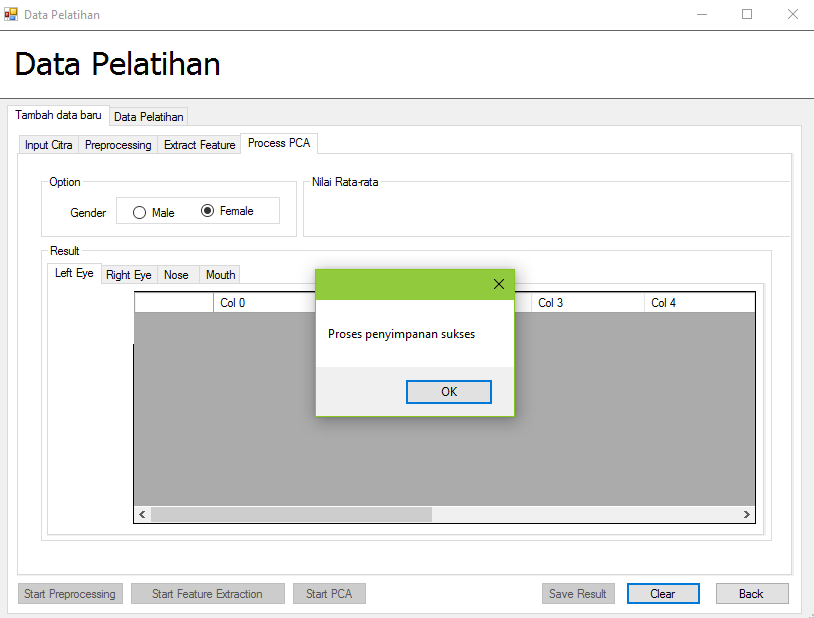 Data Pelatihan
Data Pelatihan
Tambah data baru Data Pelatihan
Input Citra Preprocessing Extract Feature Process PCA
Option
Gender Male Female
Nilai Rata-rata
Result
Left Eye Right Eye Nose Mouth
Col 0 Col 3 Col 4
Proses penyimpanan sukses
OK
Start Preprocessing Start Feature Extraction Start PCA Save Result Clear Back